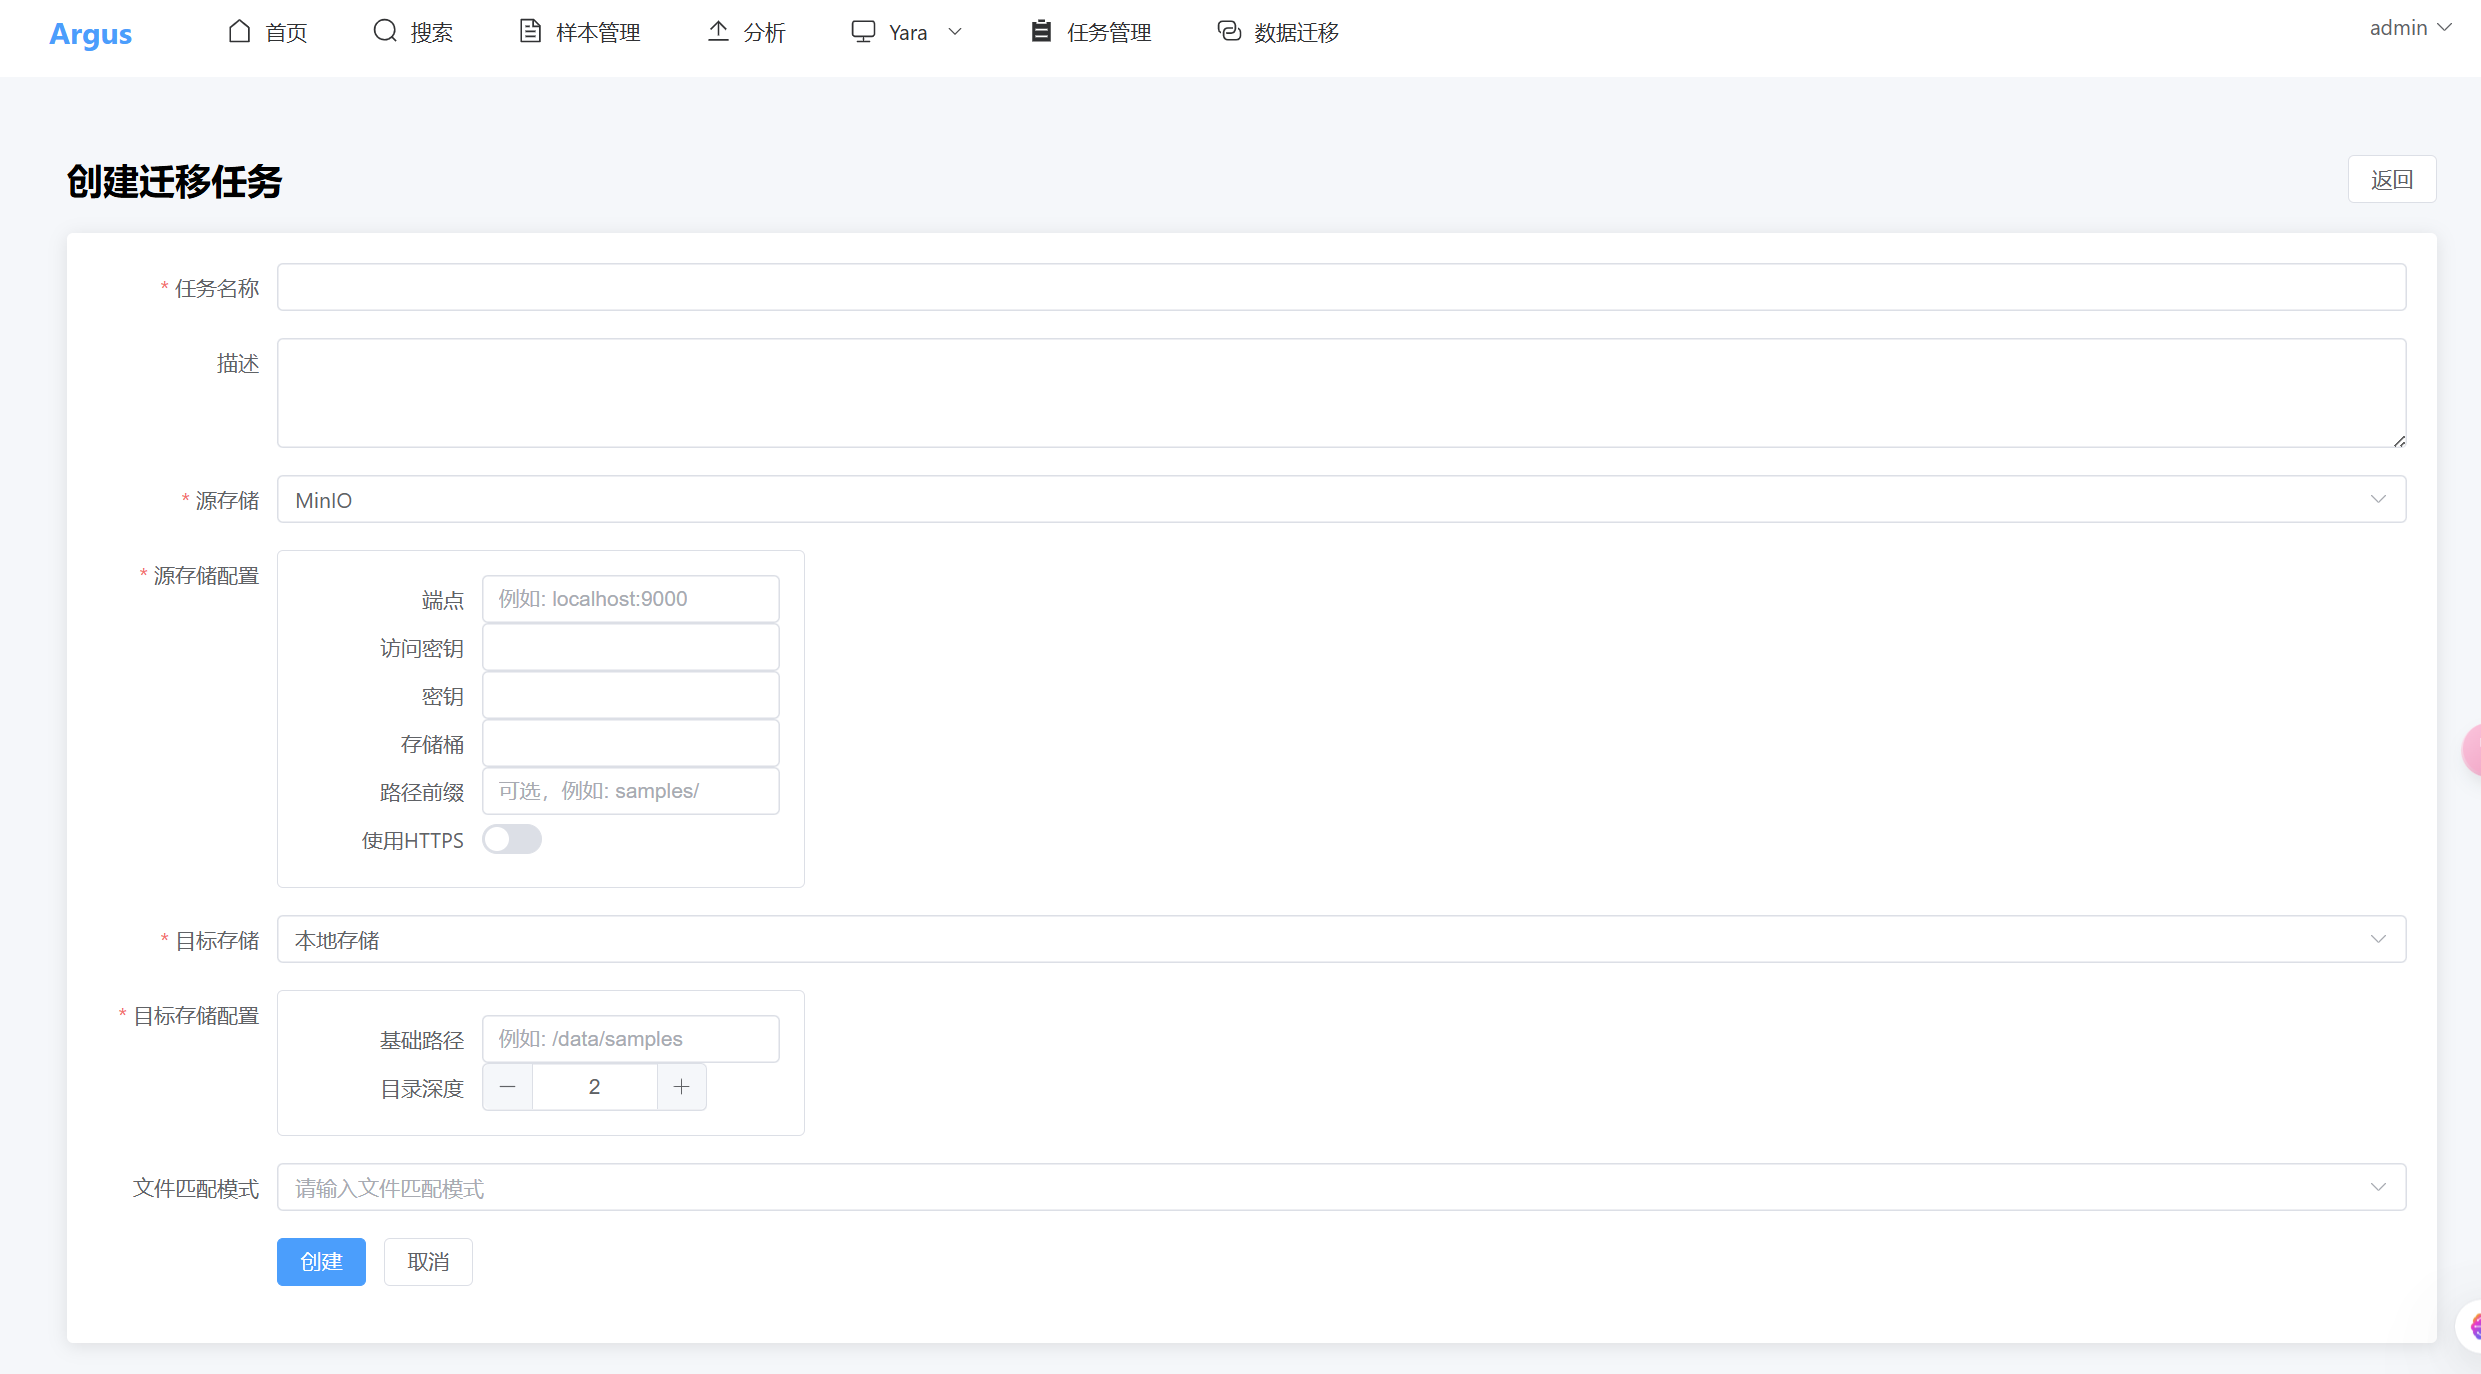 Argus 首页 搜索 样本管理 分析 Yara 任务管理 数据迁移 admin
创建迁移任务 返回
* 任务名称
描述
* 源存储 MinIO
* 源存储配置
端点 例如: localhost:9000
访问密钥
密钥
存储桶
路径前缀 可选，例如: samples/
使用HTTPS
* 目标存储 本地存储
* 目标存储配置
基础路径 例如: /data/samples
目录深度 2
文件匹配模式 请输入文件匹配模式
创建 取消